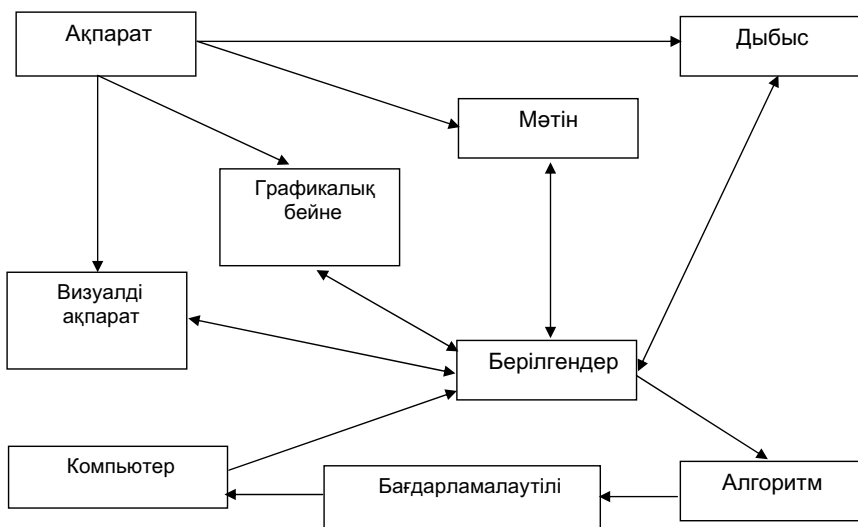 Ақпарат
Дыбыс
Мәтін
Графикалық
бейне
Визуалді
ақпарат
Берілгендер
Компьютер
Бағдарламалаутілі
Алгоритм